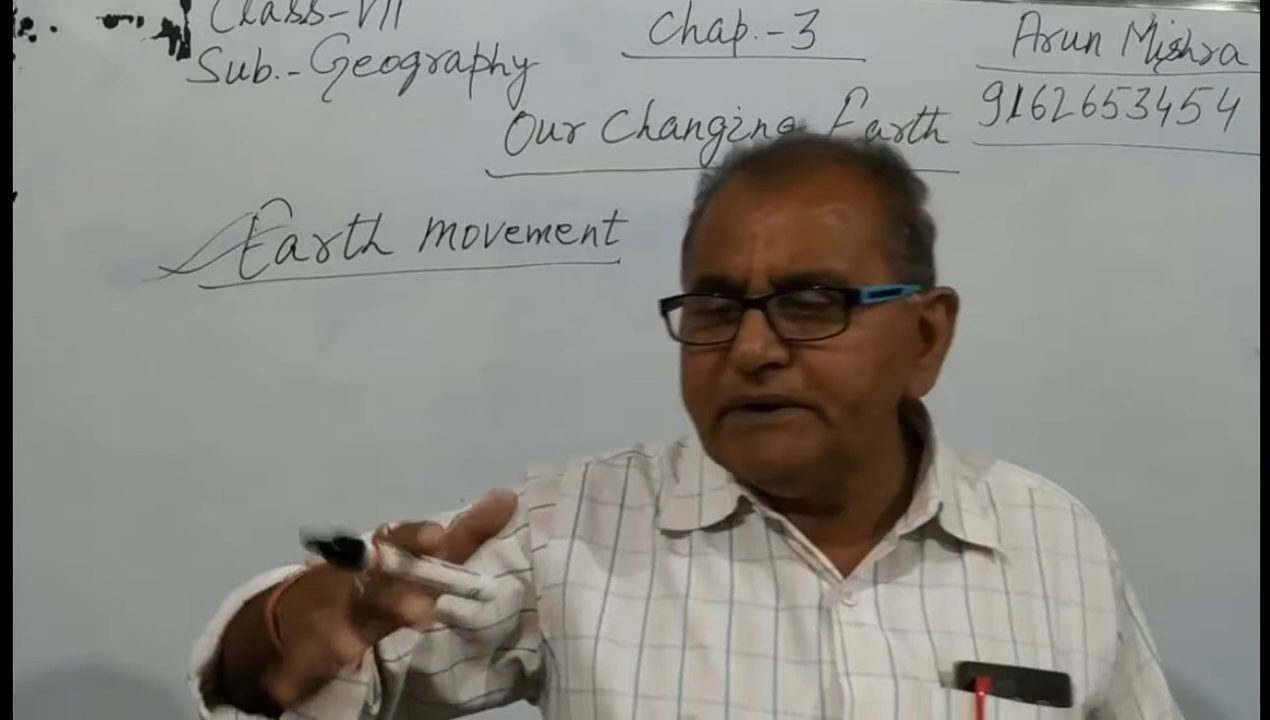 Class-VII
Sub.-Geography
Chap.-3
Arun Mishra
9162653454
Our Changing Earth
Earth movement